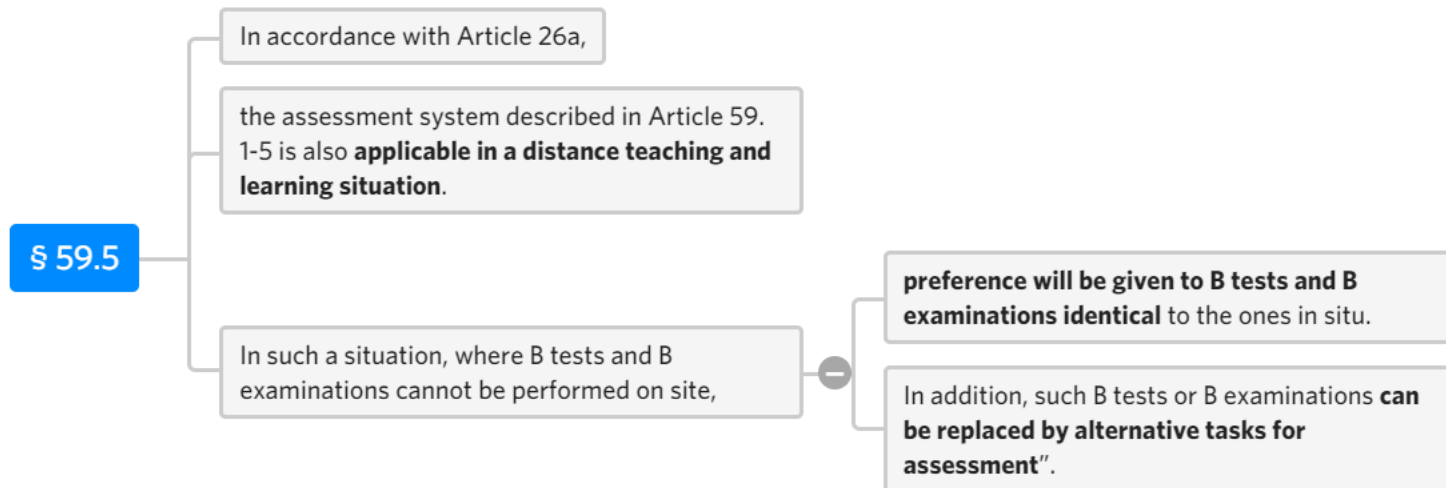 § 59.5
In accordance with Article 26a,
the assessment system described in Article 59.
1-5 is also applicable in a distance teaching and
learning situation.
In such a situation, where B tests and B
examinations cannot be performed on site,
preference will be given to B tests and B
examinations identical to the ones in situ.
In addition, such B tests or B examinations can
be replaced by alternative tasks for
assessment”.